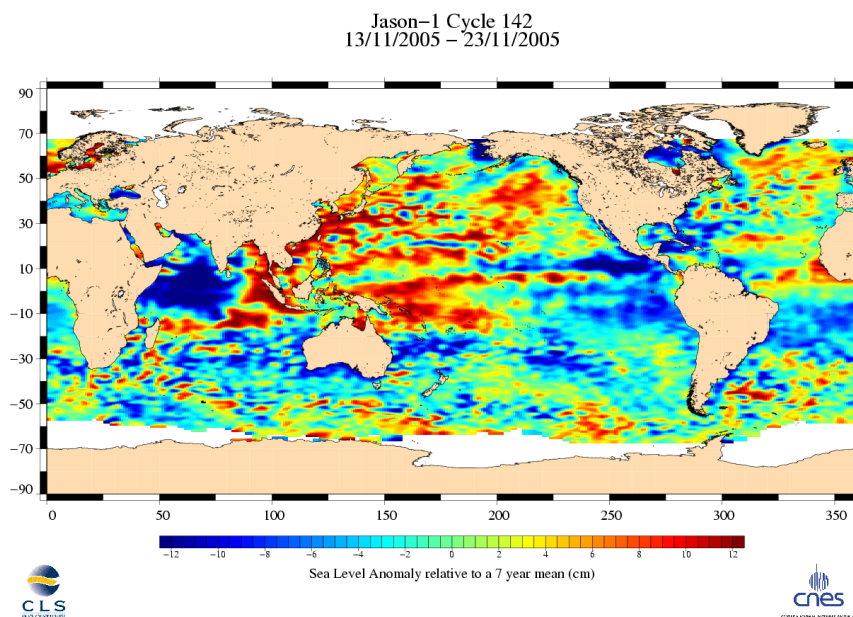 Jason−1 Cycle 142
13/11/2005 − 23/11/2005
90
70
50
30
10
−10
−30
−50
−70
−90
0 50 100 150 200 250 300 350
−12 −10 −8 −6 −4 −2 0 2 4 6 8 10 12
Sea Level Anomaly relative to a 7 year mean (cm)
CLS
cnes